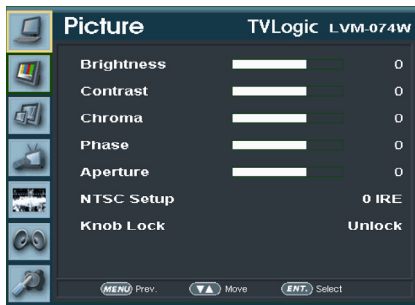 Picture TVLogic LVM-074W
Brightness 0
Contrast 0
Chroma 0
Phase 0
Aperture 0
NTSC Setup 0 IRE
Knob Lock Unlock
MENU Prev. ▼▲ Move ENT. Select